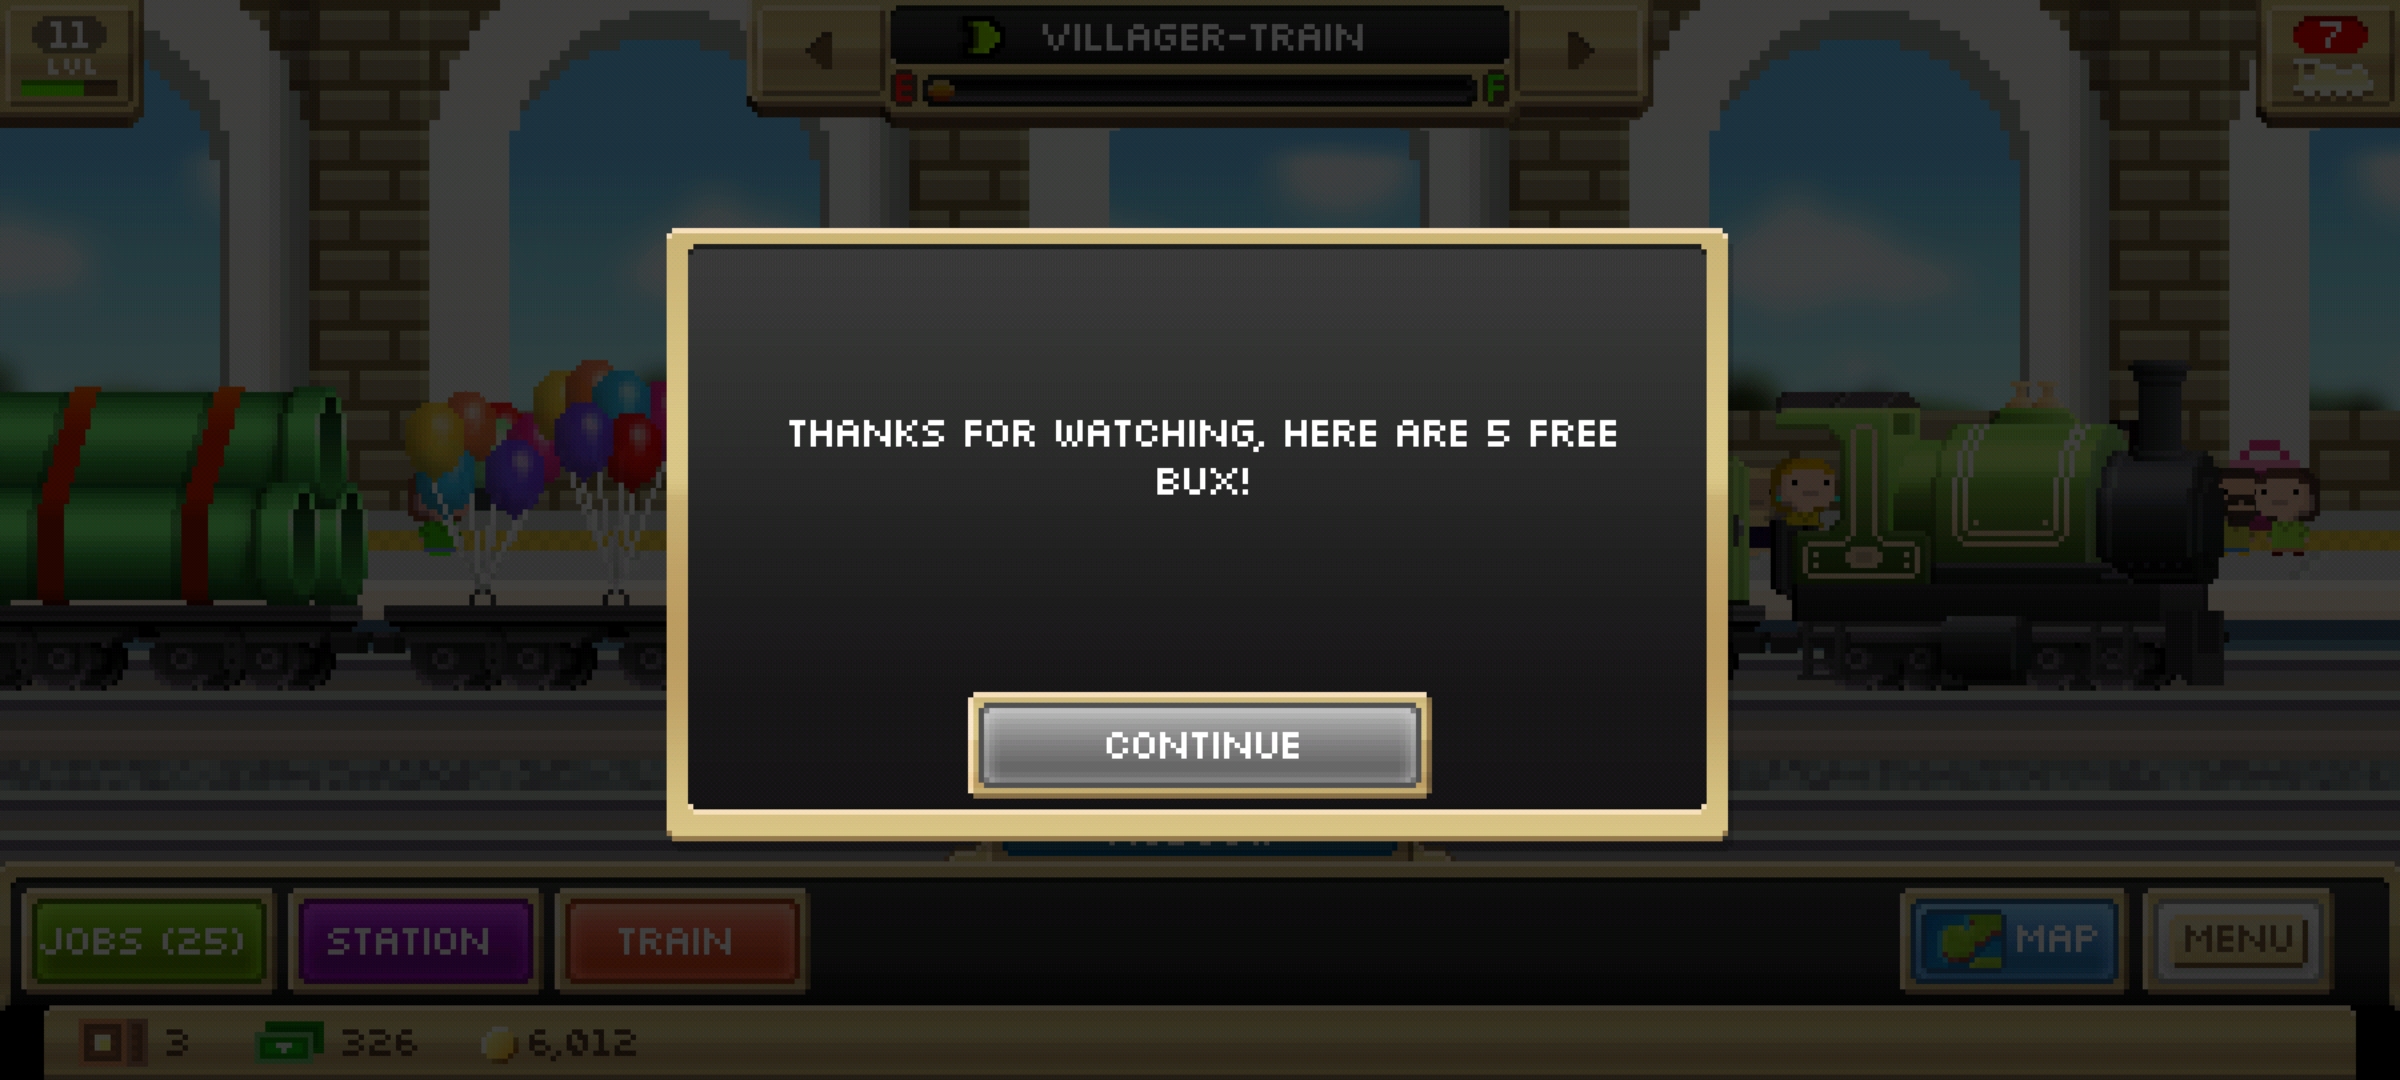 11
LVL
VILLAGER-TRAIN
E F
7
THANKS FOR WATCHING, HERE ARE 5 FREE
BUX!
CONTINUE
JOBS (25)
STATION
TRAIN
MAP
MENU
3
326
6,012